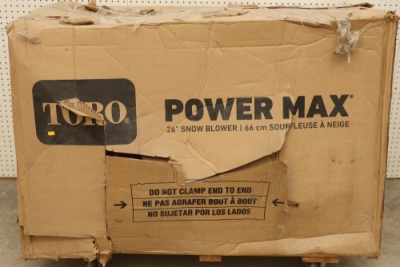 TORO®
POWER MAX®
26" SNOW BLOWER | 66 cm SOUFFLEUSE À NEIGE
DO NOT CLAMP END TO END
NE PAS AGRAFER BOUT À BOUT
NO SUJETAR POR LOS LADOS